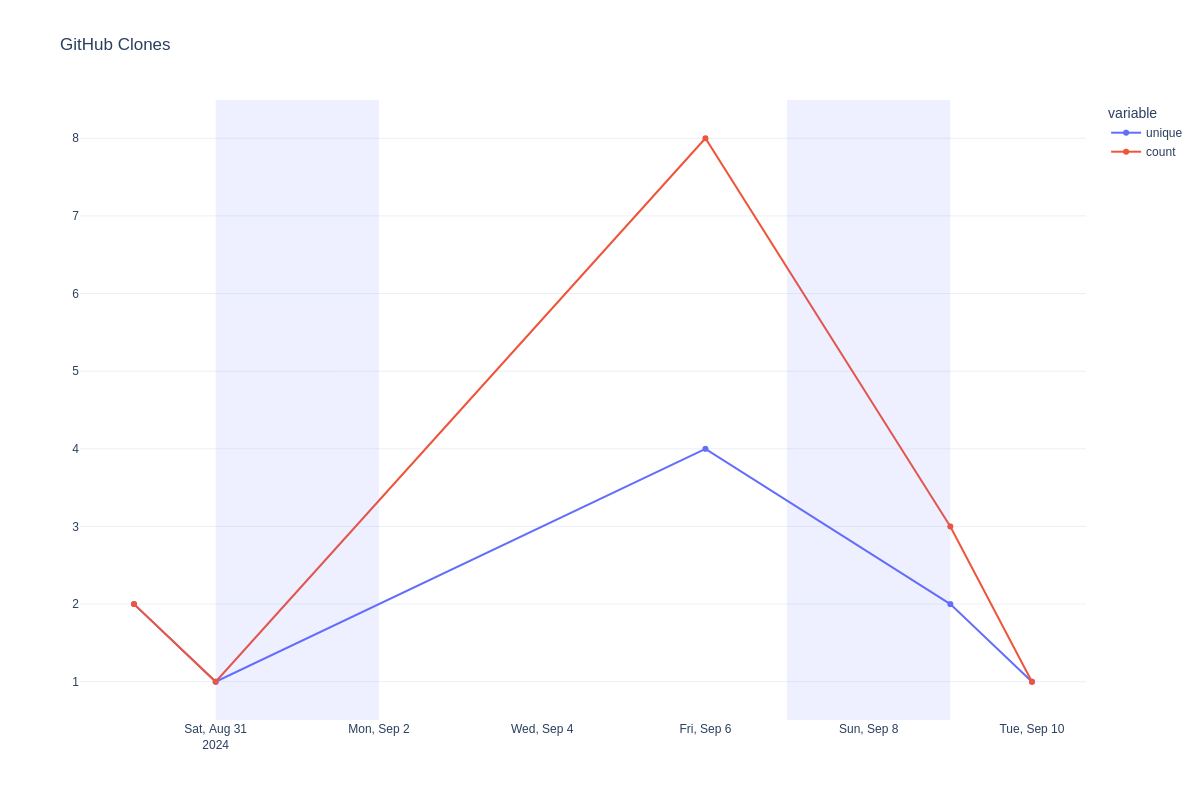 GitHub Clones
variable
unique
count
8
7
6
5
4
3
2
1
Sat, Aug 31
2024
Mon, Sep 2
Wed, Sep 4
Fri, Sep 6
Sun, Sep 8
Tue, Sep 10